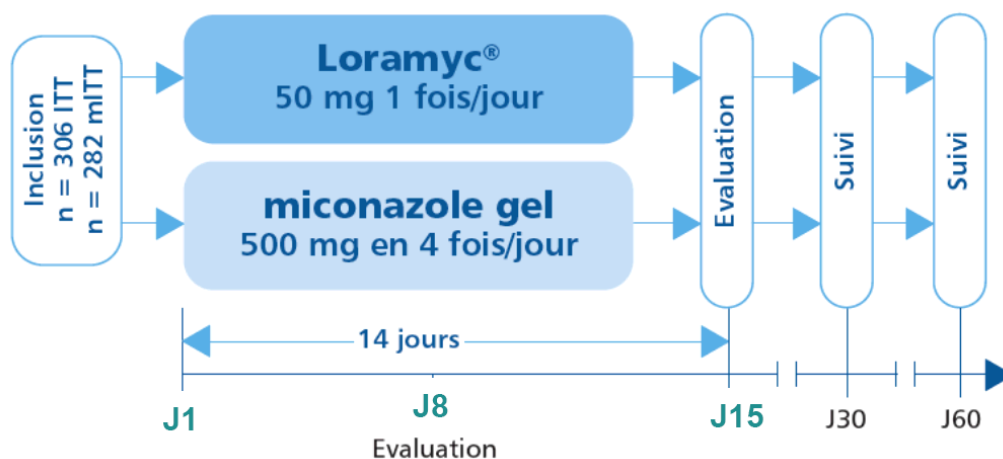 Inclusion
n = 306 ITT
n = 282 mITT
Loramyc®
50 mg 1 fois/jour
miconazole gel
500 mg en 4 fois/jour
Evaluation
Suivi
Suivi
14 jours
J1
J8
J15
J30
J60
Evaluation